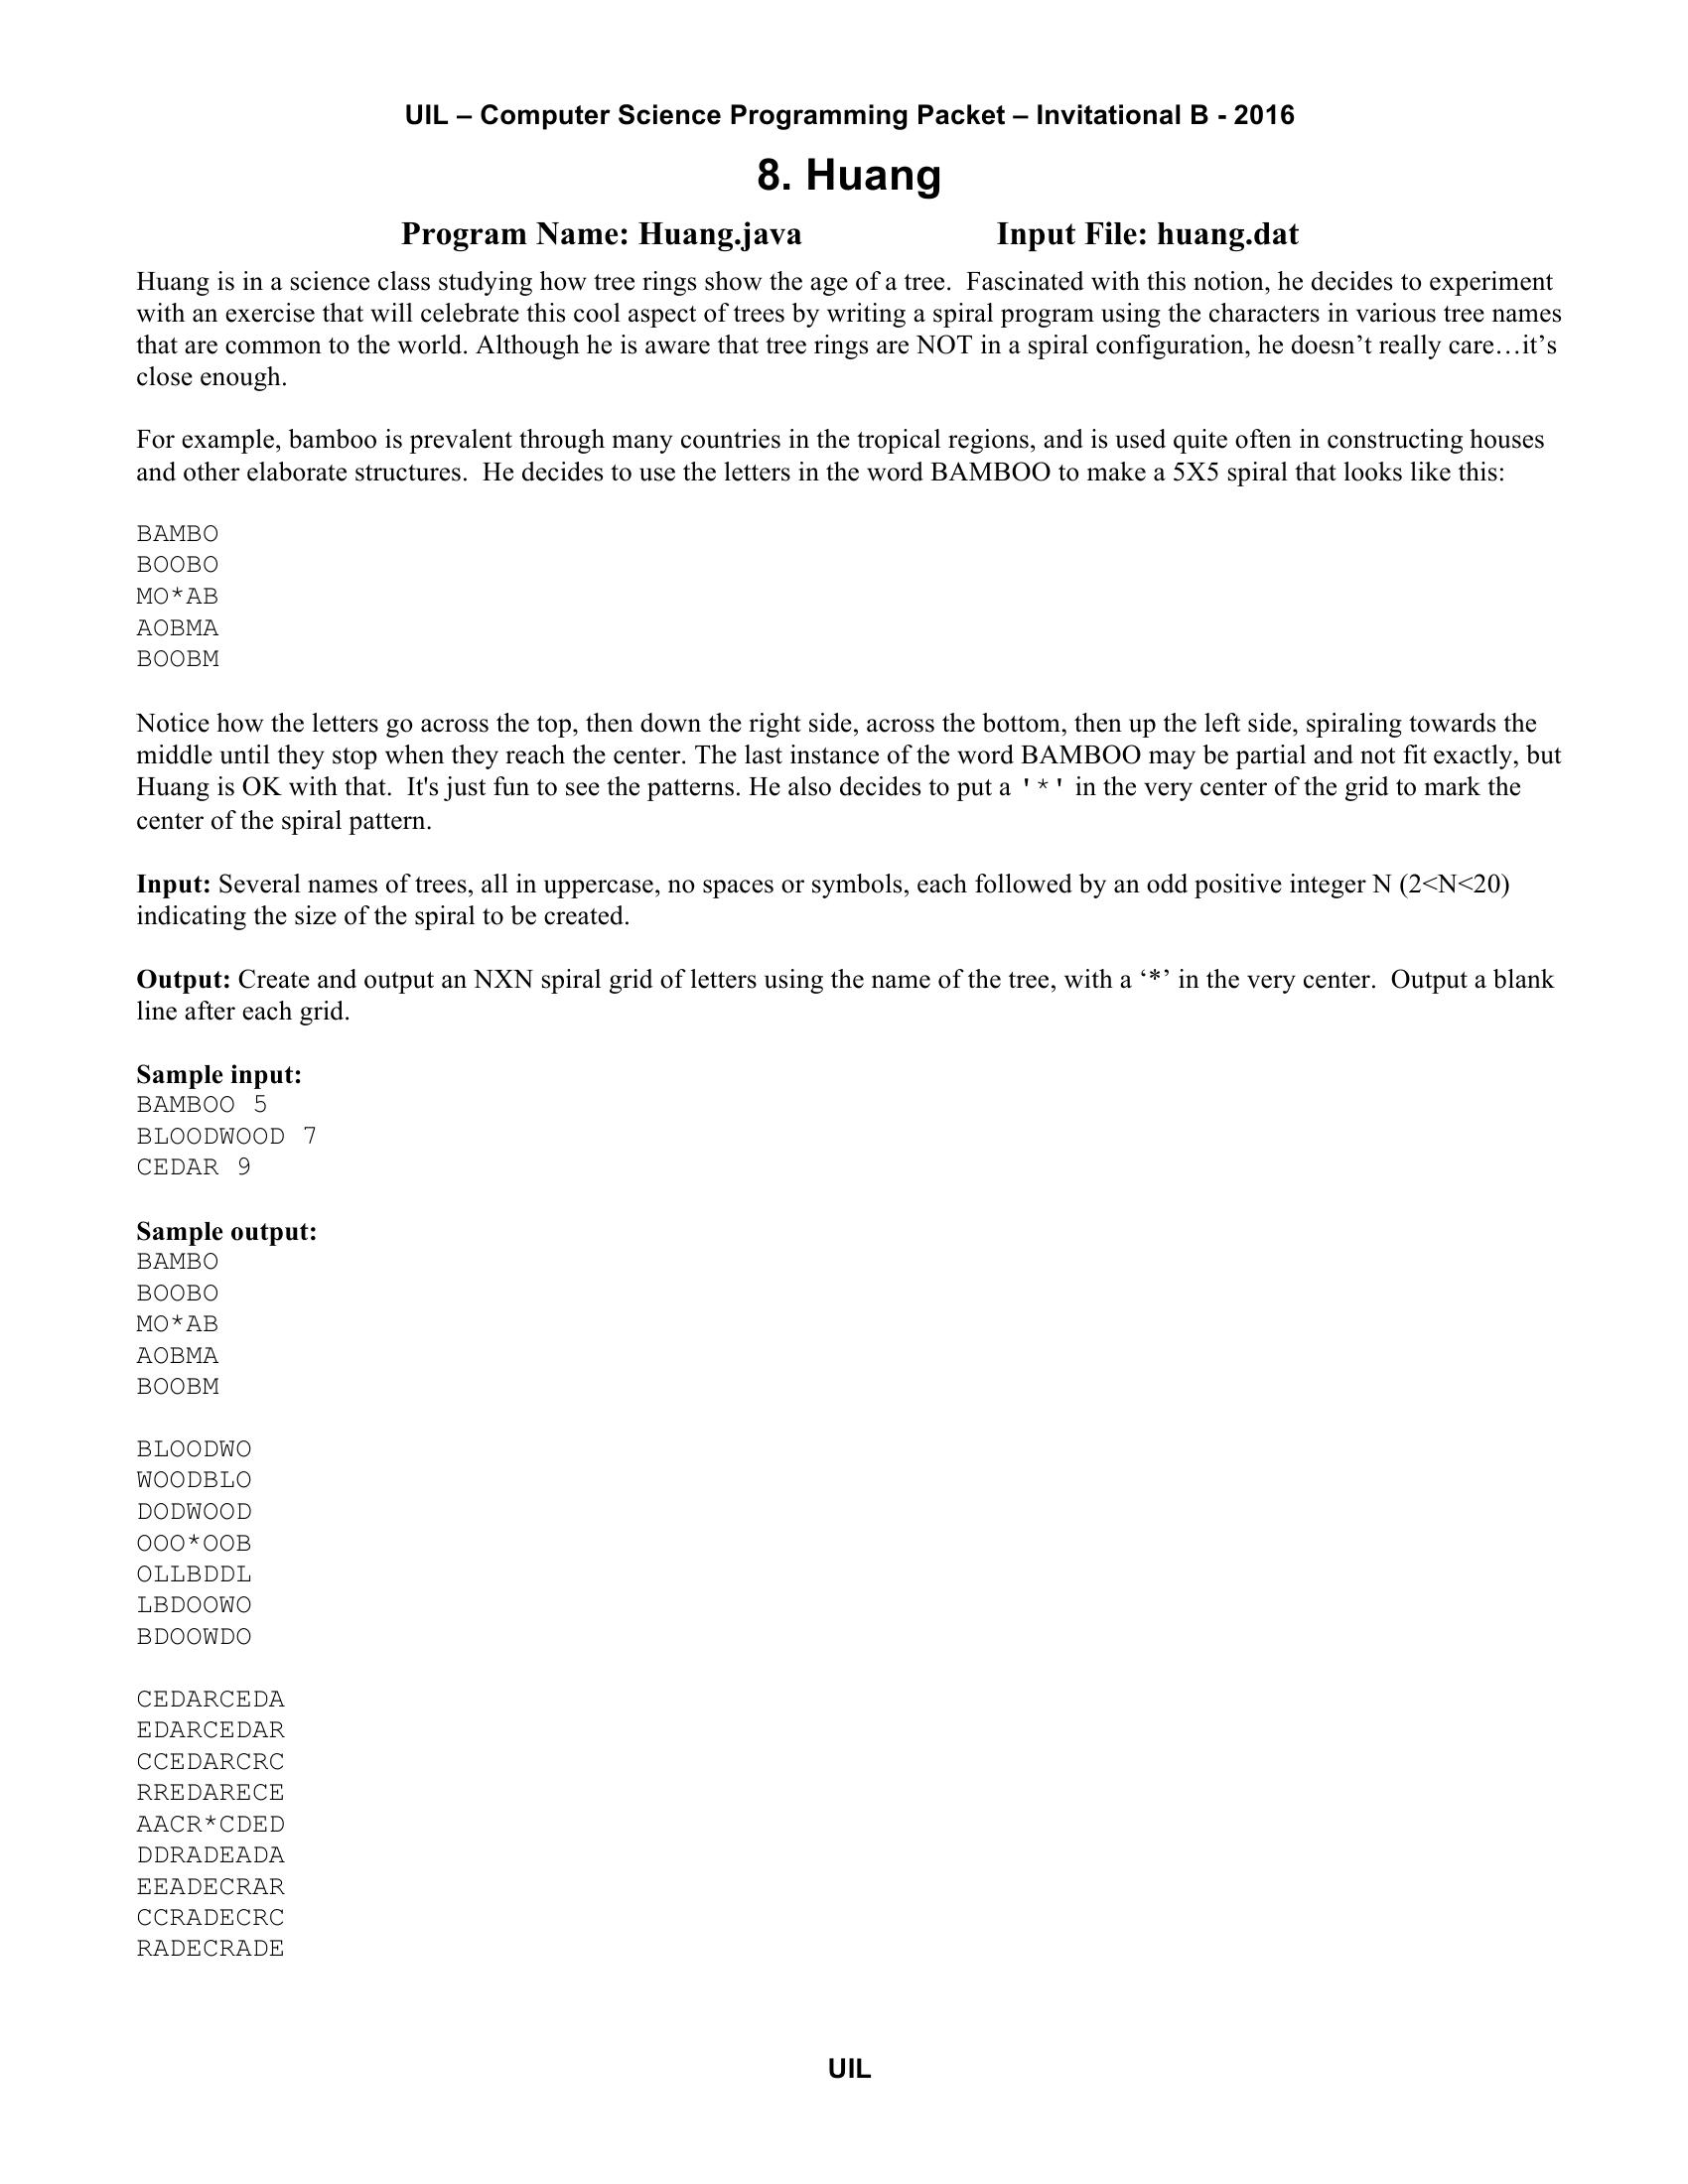 UIL – Computer Science Programming Packet – Invitational B - 2016
8. Huang
Program Name: Huang.java Input File: huang.dat
Huang is in a science class studying how tree rings show the age of a tree.  Fascinated with this notion, he decides to experiment
with an exercise that will celebrate this cool aspect of trees by writing a spiral program using the characters in various tree names
that are common to the world. Although he is aware that tree rings are NOT in a spiral configuration, he doesn’t really care…it’s
close enough.
For example, bamboo is prevalent through many countries in the tropical regions, and is used quite often in constructing houses
and other elaborate structures.  He decides to use the letters in the word BAMBOO to make a 5X5 spiral that looks like this:
BAMBO
BOOBO
MO*AB
AOBMA
BOOBM
Notice how the letters go across the top, then down the right side, across the bottom, then up the left side, spiraling towards the
middle until they stop when they reach the center. The last instance of the word BAMBOO may be partial and not fit exactly, but
Huang is OK with that.  It's just fun to see the patterns. He also decides to put a '*' in the very center of the grid to mark the
center of the spiral pattern.
Input: Several names of trees, all in uppercase, no spaces or symbols, each followed by an odd positive integer N (2<N<20)
indicating the size of the spiral to be created.
Output: Create and output an NXN spiral grid of letters using the name of the tree, with a ‘*’ in the very center.  Output a blank
line after each grid.
Sample input:
BAMBOO 5
BLOODWOOD 7
CEDAR 9
Sample output:
BAMBO
BOOBO
MO*AB
AOBMA
BOOBM
BLOODWO
WOODBLO
DODWOOD
OOO*OOB
OLLBDDL
LBDOOWO
BDOOWDO
CEDARCEDA
EDARCEDAR
CCEDARCRC
RREDARECE
AACR*CDED
DDRADEADA
EEADECRAR
CCRADECRC
RADECRADE
UIL